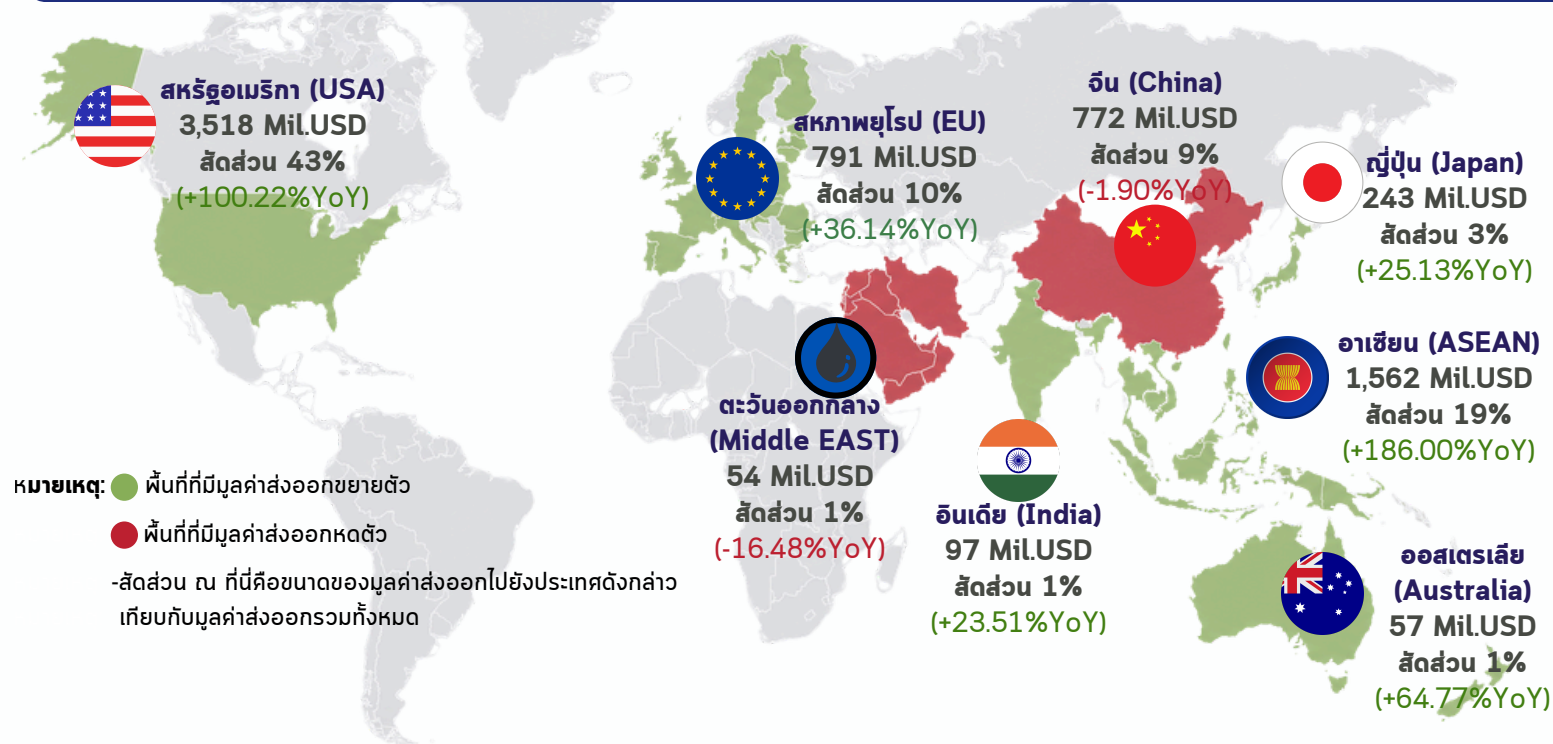 สหรัฐอเมริกา (USA)
3,518 Mil.USD
สัดส่วน 43%
(+100.22%YoY)
สหภาพยุโรป (EU)
791 Mil.USD
สัดส่วน 10%
(+36.14%YoY)
จีน (China)
772 Mil.USD
สัดส่วน 9%
(-1.90%YoY)
ญี่ปุ่น (Japan)
243 Mil.USD
สัดส่วน 3%
(+25.13%YoY)
อาเซียน (ASEAN)
1,562 Mil.USD
สัดส่วน 19%
(+186.00%YoY)
ตะวันออกกลาง
(Middle EAST)
54 Mil.USD
สัดส่วน 1%
(-16.48%YoY)
อินเดีย (India)
97 Mil.USD
สัดส่วน 1%
(+23.51%YoY)
ออสเตรเลีย
(Australia)
57 Mil.USD
สัดส่วน 1%
(+64.77%YoY)
หมายเหตุ: พื้นที่ที่มีมูลค่าส่งออกขยายตัว
พื้นที่ที่มีมูลค่าส่งออกหดตัว
-สัดส่วน ณ ที่นี่คือขนาดของมูลค่าส่งออกไปยังประเทศดังกล่าว
เทียบกับมูลค่าส่งออกรวมทั้งหมด